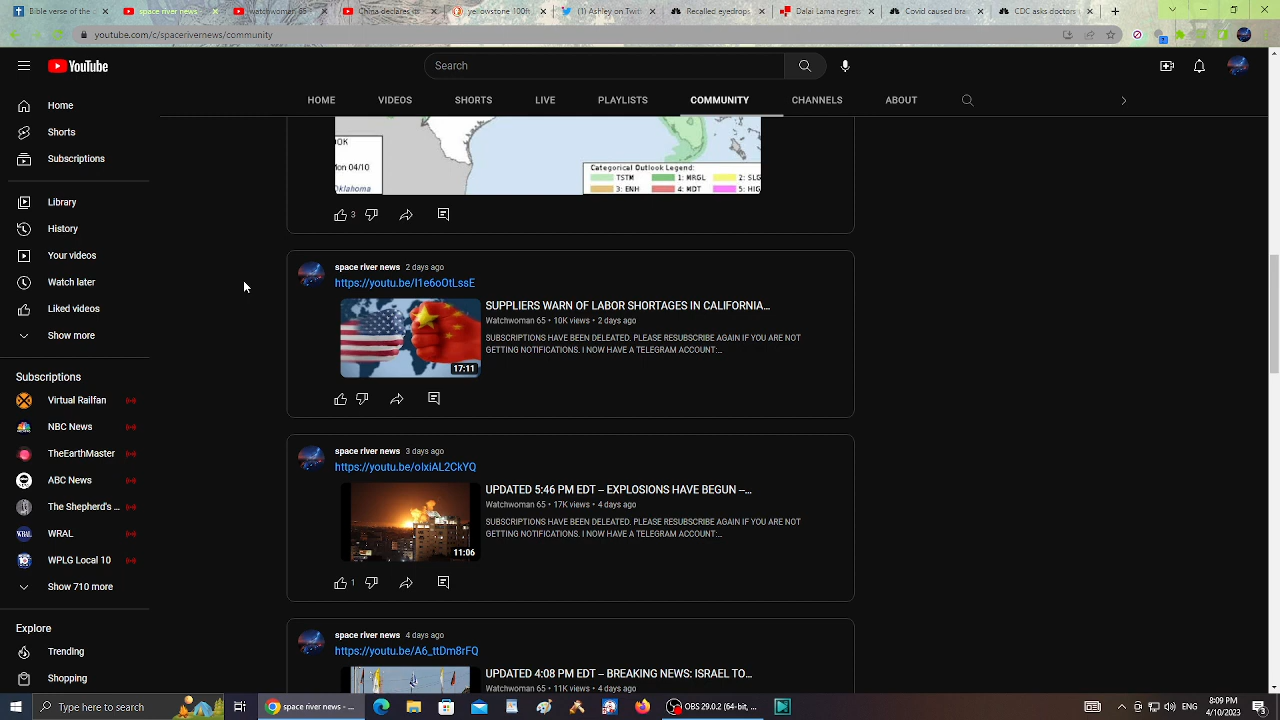 Bible verse of the
space river news
watchwoman 65
China declares its
yellowstone 100ft
(1) Ashley
Recalled eyedrops
Dalai Lama regrets
Covid caused bra
CDC asks doctors
youtube.com/c/spacerivernews/community
YouTube
Search
HOME
VIDEOS
SHORTS
LIVE
PLAYLISTS
COMMUNITY
CHANNELS
ABOUT
Home
Shorts
Subscriptions
Library
History
Your videos
Watch later
Liked videos
Show more
Subscriptions
Virtual Railfan
NBC News
TheEarthMaster
ABC News
The Shepherd's ...
WRAL
WPLG Local 10
Show 710 more
Explore
Trending
Shopping
OOK
Mon 04/10
Oklahoma
Categorical Outlook Legend:
TSTM 1: MRGL 2: SLG
3: ENH 4: MDT 5: HIG
3
space river news 2 days ago
https://youtu.be/I1e6oOtLssE
SUPPLIERS WARN OF LABOR SHORTAGES IN CALIFORNIA...
Watchwoman 65 • 10K views • 2 days ago
SUBSCRIPTIONS HAVE BEEN DELEATED. PLEASE RESUBSCRIBE AGAIN IF YOU ARE NOT
GETTING NOTIFICATIONS. I NOW HAVE A TELEGRAM ACCOUNT:...
17:11
space river news 3 days ago
https://youtu.be/oIxiAL2CkYQ
UPDATED 5:46 PM EDT -- EXPLOSIONS HAVE BEGUN --...
Watchwoman 65 • 17K views • 4 days ago
SUBSCRIPTIONS HAVE BEEN DELEATED. PLEASE RESUBSCRIBE AGAIN IF YOU ARE NOT
GETTING NOTIFICATIONS. I NOW HAVE A TELEGRAM ACCOUNT:...
11:06
1
space river news 4 days ago
https://youtu.be/A6_ttDm8rFQ
UPDATED 4:08 PM EDT -- BREAKING NEWS: ISRAEL TO...
Watchwoman 65 • 11K views • 4 days ago
Type here to search
space river news - ...
OBS 29.0.2 (64-bit, ...
8:09 PM
4/10/2023